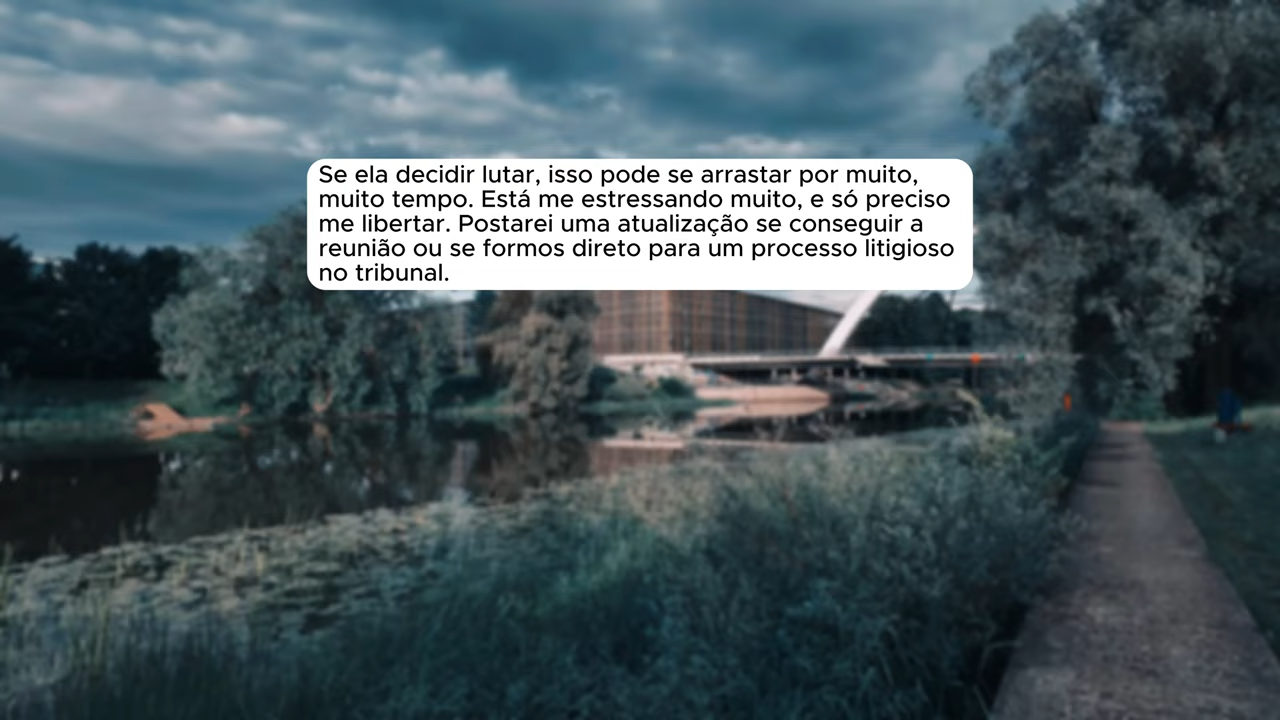 Se ela decidir lutar, isso pode se arrastar por muito,
muito tempo. Está me estressando muito, e só preciso
me libertar. Postarei uma atualização se conseguir a
reunião ou se formos direto para um processo litigioso
no tribunal.